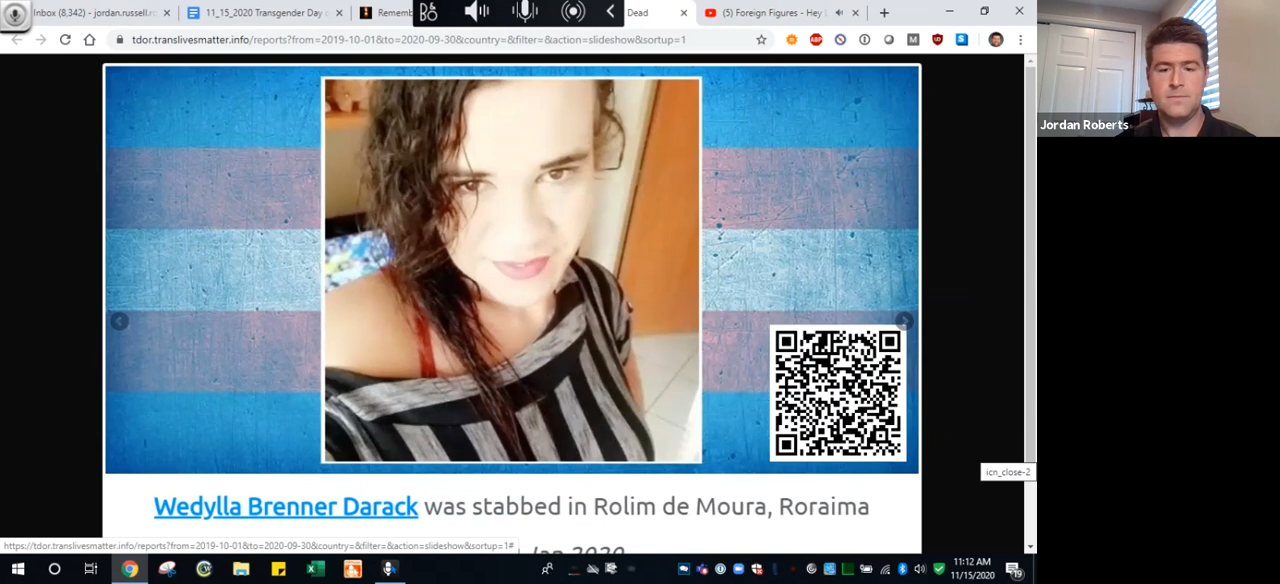 Inbox (8,342) - jordan.russell.r
11_15_2020 Transgender Day o
Rememb
Dead
(5) Foreign Figures - Hey
tdor.translivesmatter.info/reports?from=2019-10-01&to=2020-09-30&country=&filter=&action=slideshow&sortup=1
Jordan Roberts
icn_close-2
Wedylla Brenner Darack was stabbed in Rolim de Moura, Roraima
Jan 2020
https://tdor.translivesmatter.info/reports?from=2019-10-01&to=2020-09-30&country=&filter=&action=slideshow&sortup=1#
11:12 AM
11/15/2020
19